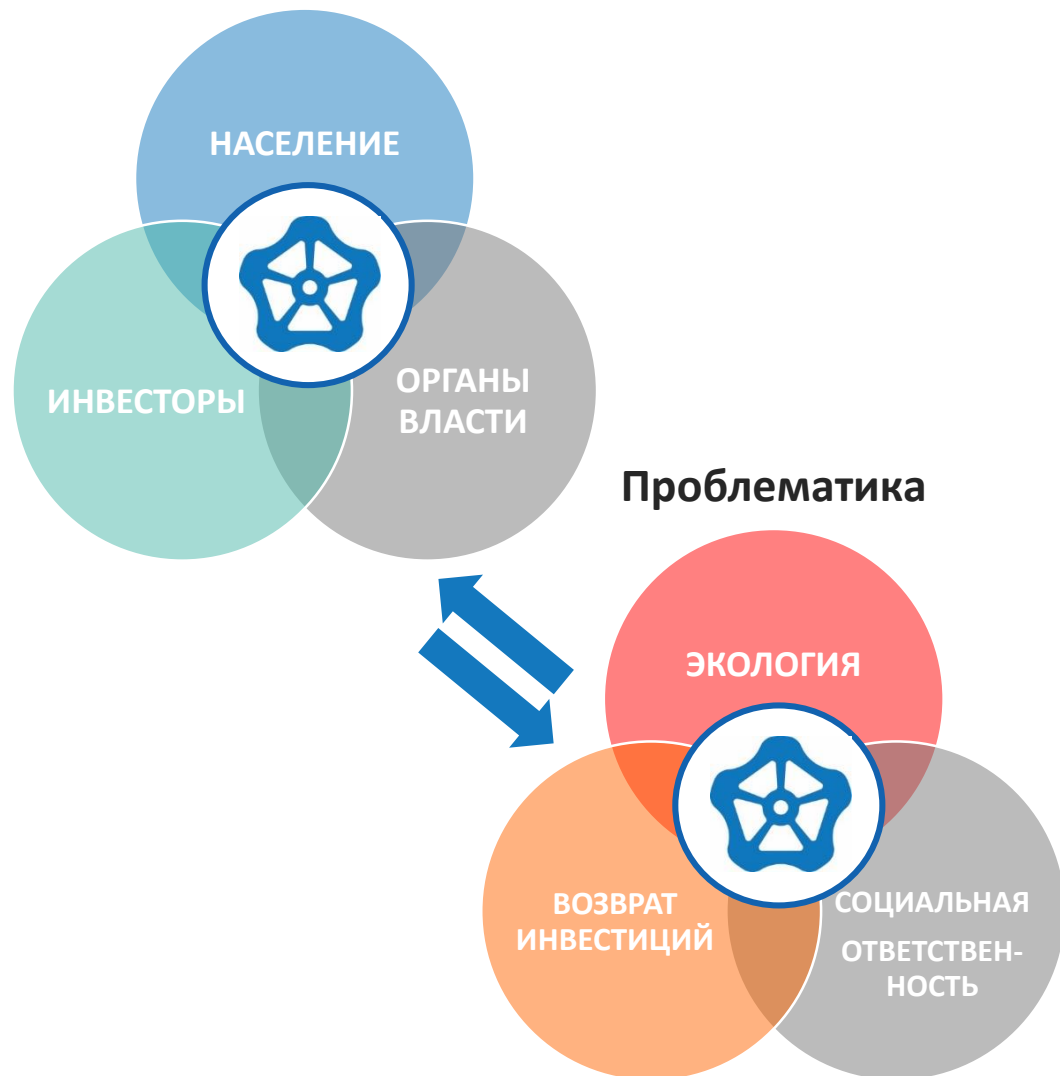 НАСЕЛЕНИЕ
ИНВЕСТОРЫ
ОРГАНЫ
ВЛАСТИ
Проблематика
ЭКОЛОГИЯ
ВОЗВРАТ
ИНВЕСТИЦИЙ
СОЦИАЛЬНАЯ
ОТВЕТСТВЕН-
НОСТЬ